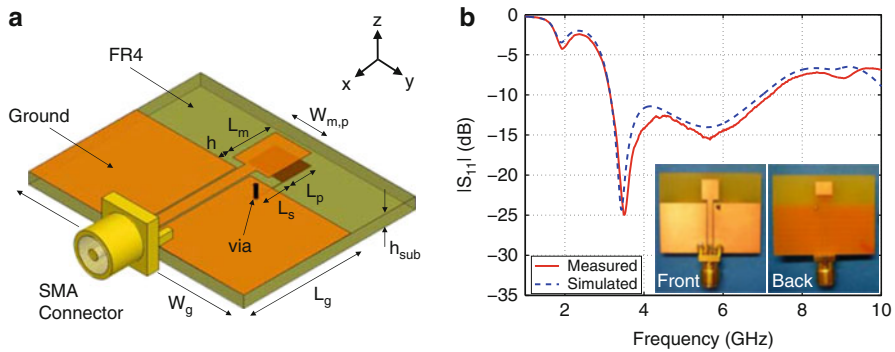 a
FR4
Ground
h
L_m
W_m,p
z
x
y
L_s
L_p
via
h_sub
SMA
Connector
W_g
L_g
b
|S_11| (dB)
0
−5
−10
−15
−20
−25
−30
−35
Measured
Simulated
Front
Back
2
4
6
8
10
Frequency (GHz)